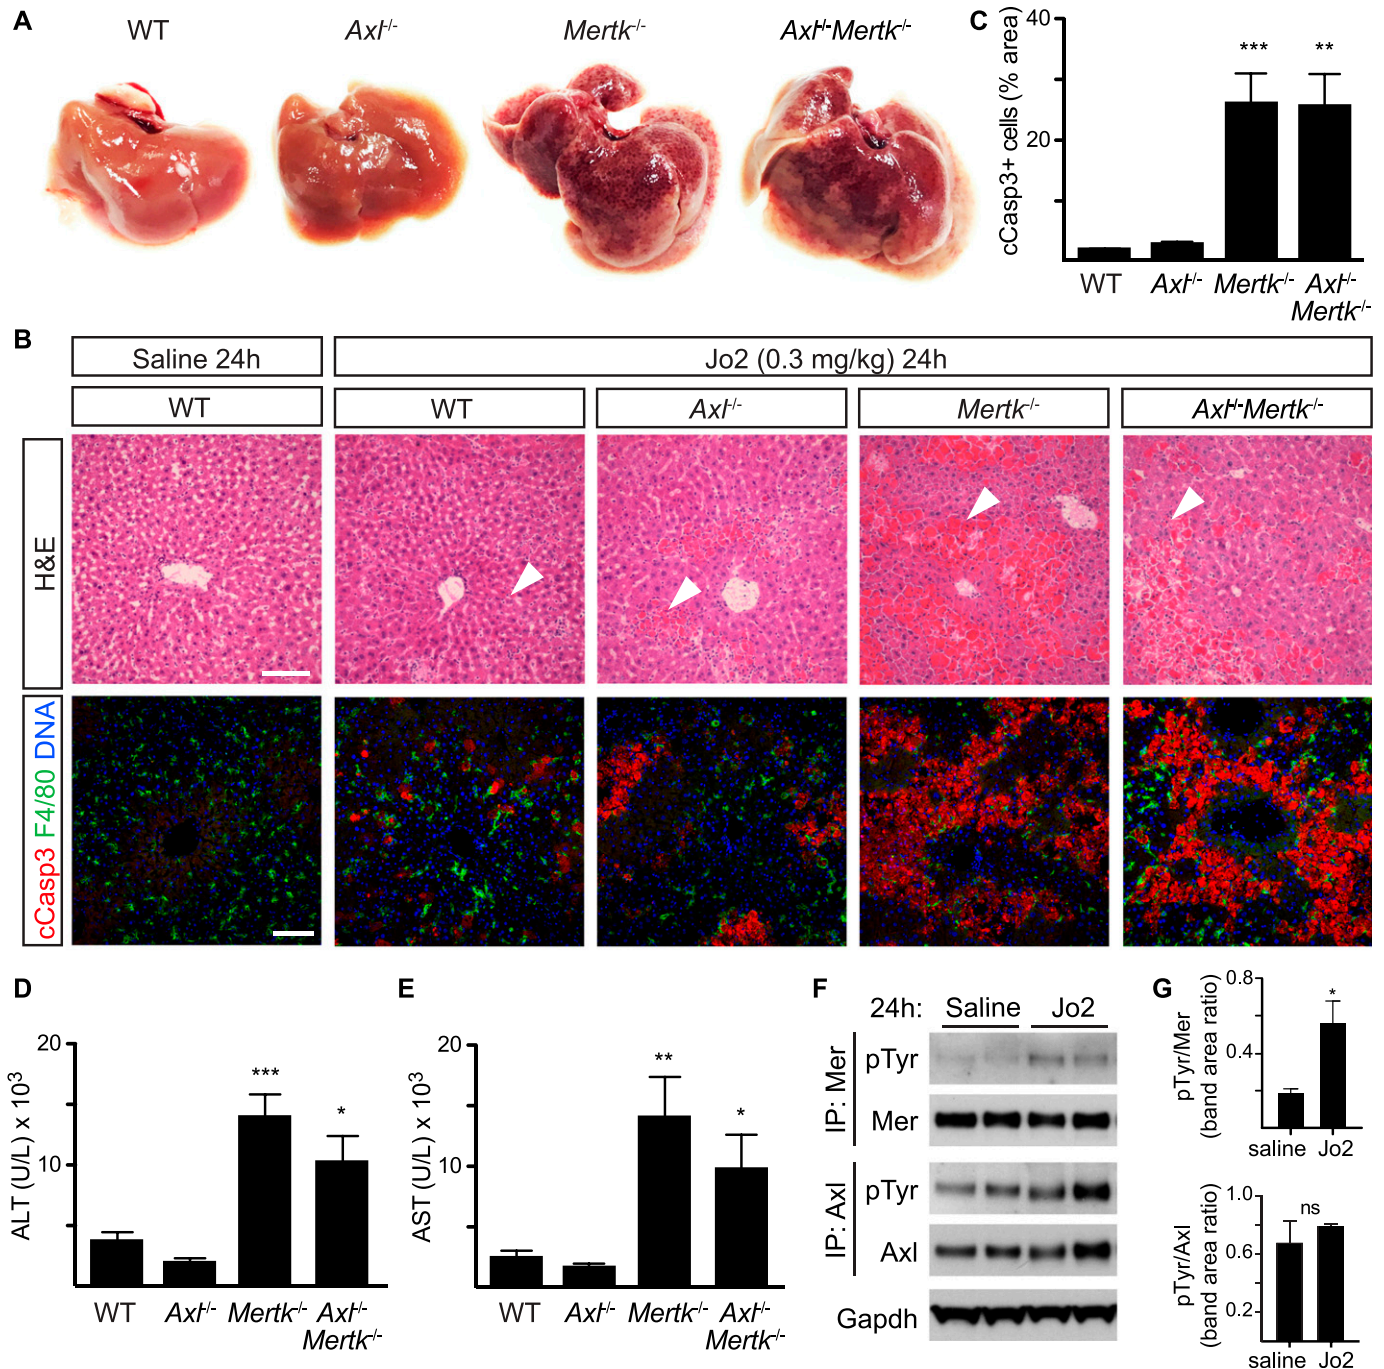 A
WT
Axl-/-
Mertk-/-
Axl-/-Mertk-/-
C
cCasp3+ cells (% area)
40
20
***
**
WT
Axl-/-
Mertk-/-
Axl-/-
Mertk-/-
B
Saline 24h
Jo2 (0.3 mg/kg) 24h
WT
WT
Axl-/-
Mertk-/-
Axl-/-Mertk-/-
H&E
cCasp3 F4/80 DNA
D
ALT (U/L) x 10³
20
10
***
*
WT
Axl-/-
Mertk-/-
Axl-/-
Mertk-/-
E
AST (U/L) x 10³
20
10
**
*
WT
Axl-/-
Mertk-/-
Axl-/-
Mertk-/-
F
24h: Saline Jo2
IP: Mer
pTyr
Mer
IP: Axl
pTyr
Axl
Gapdh
G
pTyr/Mer
(band area ratio)
0.8
0.4
*
saline Jo2
pTyr/Axl
(band area ratio)
1.0
0.6
0.2
ns
saline Jo2